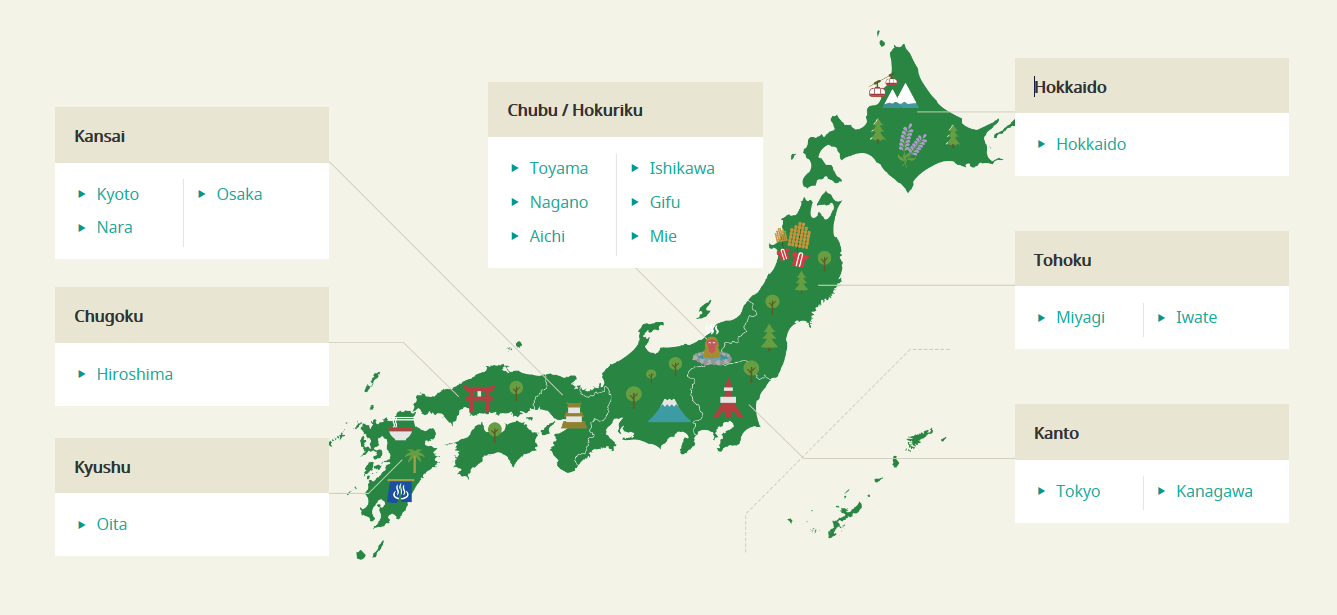 Kansai
Kyoto
Osaka
Nara
Chugoku
Hiroshima
Kyushu
Oita
Chubu / Hokuriku
Toyama
Ishikawa
Nagano
Gifu
Aichi
Mie
Hokkaido
Hokkaido
Tohoku
Miyagi
Iwate
Kanto
Tokyo
Kanagawa